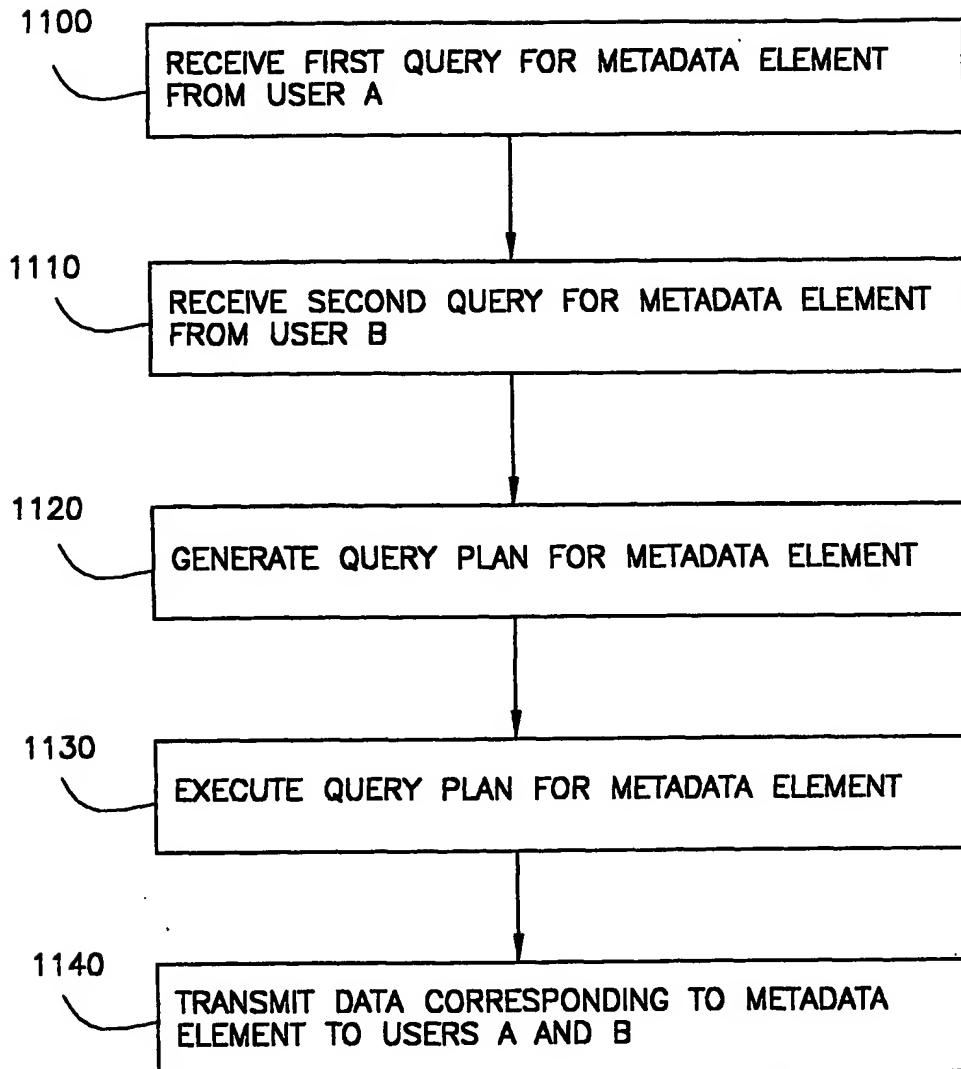 1100
RECEIVE FIRST QUERY FOR METADATA ELEMENT
FROM USER A
1110
RECEIVE SECOND QUERY FOR METADATA ELEMENT
FROM USER B
1120
GENERATE QUERY PLAN FOR METADATA ELEMENT
1130
EXECUTE QUERY PLAN FOR METADATA ELEMENT
1140
TRANSMIT DATA CORRESPONDING TO METADATA
ELEMENT TO USERS A AND B